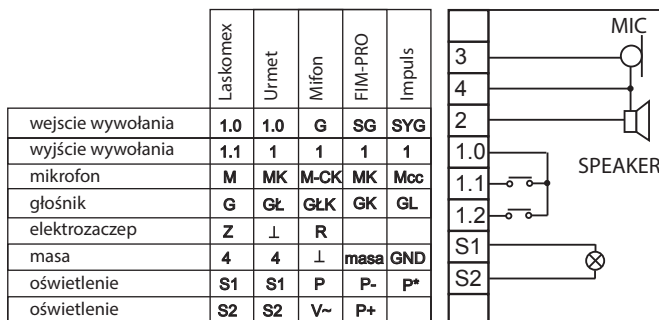 Laskomex Urmet Mifon FIM-PRO Impuls
wejscie wywołania 1.0 1.0 G SG SYG
wyjście wywołania 1.1 1 1 1 1
mikrofon M MK M-CK MK Mcc
głośnik G GŁ GŁK GK GL
elektrozaczep Z ⊥ R
masa 4 4 ⊥ masa GND
oświetlenie S1 S1 P P- P*
oświetlenie S2 S2 V~ P+
MIC
3
4
2
1.0
SPEAKER
1.1
1.2
S1
S2